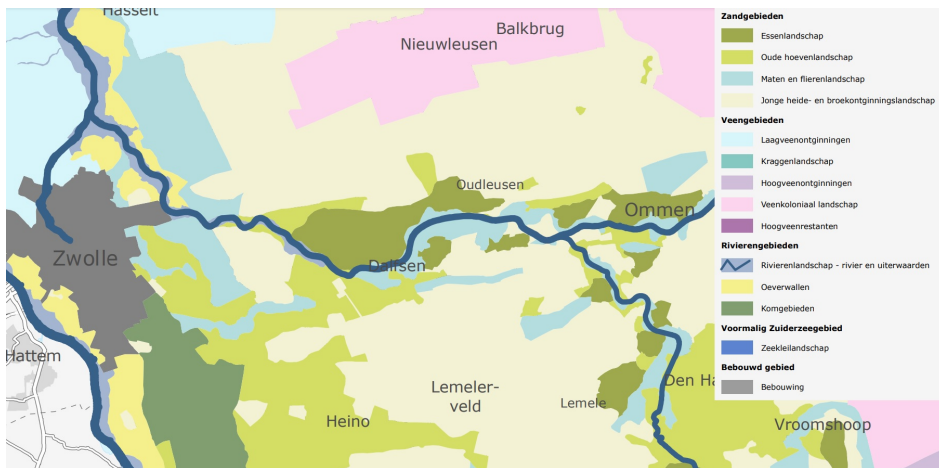 Hasselt
Balkbrug
Nieuwleusen
Oudleusen
Ommen
Zwolle
Dalfsen
Hattem
Lemeler-
veld
Den Ha
Lemele
Heino
Vroomshoop
Zandgebieden
Essenlandschap
Oude hoevenlandschap
Maten en flierenlandschap
Jonge heide- en broekontginningslandschap
Veengebieden
Laagveenontginningen
Kraggenlandschap
Hoogveenontginningen
Veenkoloniaal landschap
Hoogveenrestanten
Rivierengebieden
Rivierenlandschap - rivier en uiterwaarden
Oeverwallen
Komgebieden
Voormalig Zuiderzeegebied
Zeekleilandschap
Bebouwd gebied
Bebouwing